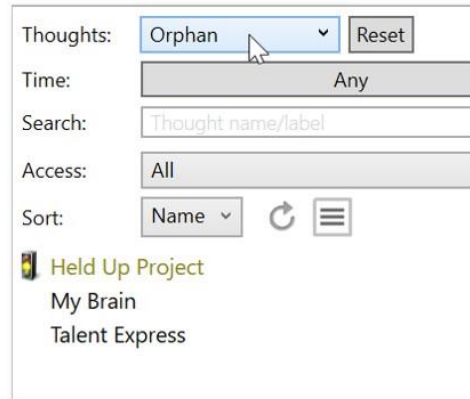 Thoughts: Orphan Reset
Time: Any
Search: Thought name/label
Access: All
Sort: Name
Held Up Project
My Brain
Talent Express